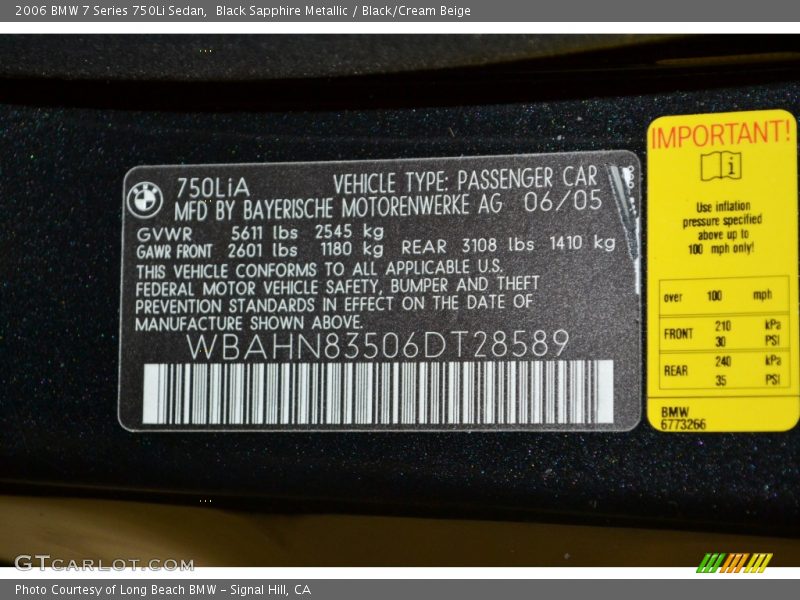 2006 BMW 7 Series 750Li Sedan,  Black Sapphire Metallic / Black/Cream Beige
750LiA VEHICLE TYPE: PASSENGER CAR
MFD BY BAYERISCHE MOTORENWERKE AG 06/05
GVWR 5611 lbs 2545 kg
GAWR FRONT 2601 lbs 1180 kg REAR 3108 lbs 1410 kg
THIS VEHICLE CONFORMS TO ALL APPLICABLE U.S.
FEDERAL MOTOR VEHICLE SAFETY, BUMPER AND THEFT
PREVENTION STANDARDS IN EFFECT ON THE DATE OF
MANUFACTURE SHOWN ABOVE.
WBAHN83506DT28589
IMPORTANT!
i
Use inflation
pressure specified
above up to
100 mph only!
over 100 mph
FRONT 210 kPa
30 PSI
REAR 240 kPa
35 PSI
BMW
6773266
GTCARLOT.COM
Photo Courtesy of Long Beach BMW - Signal Hill, CA